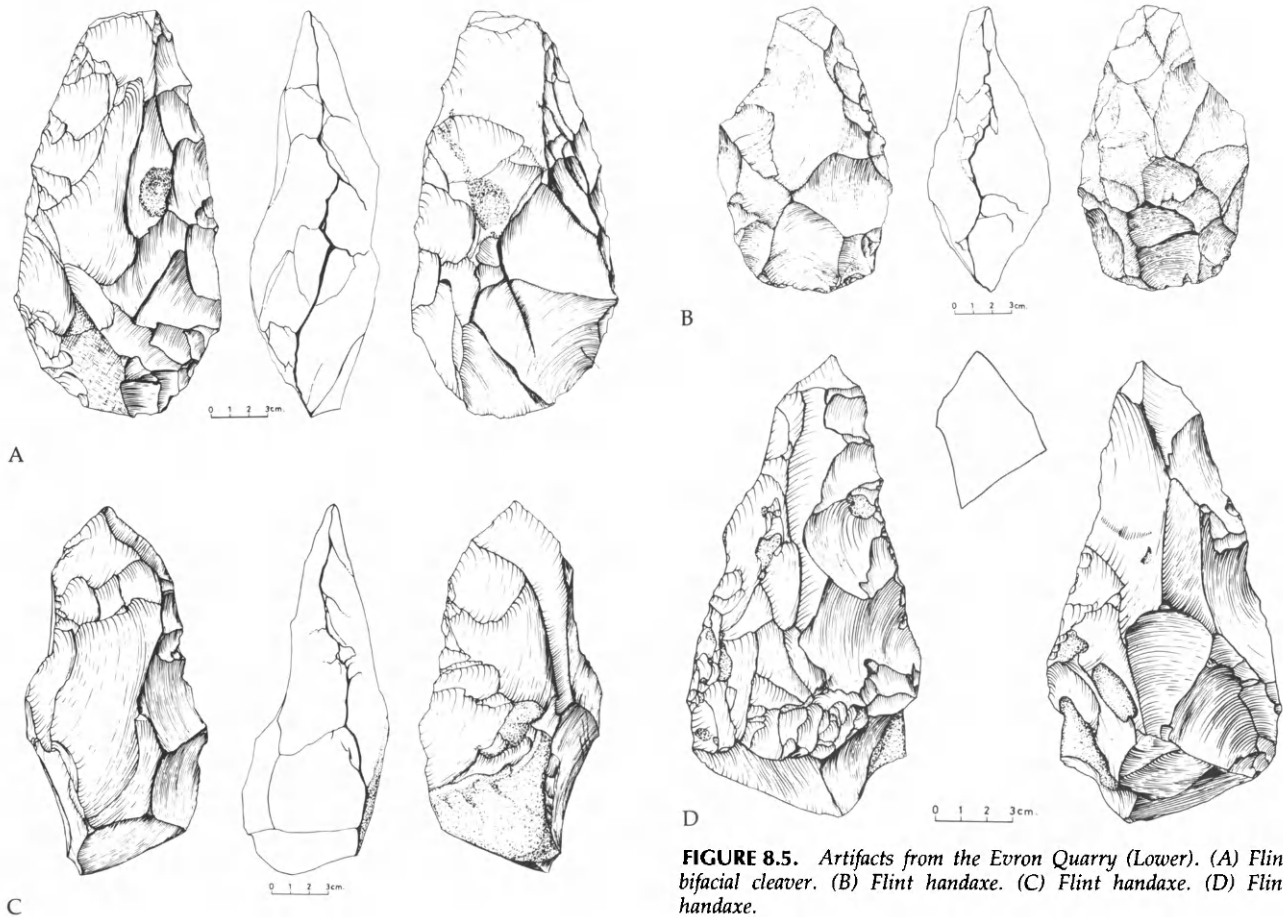 A
0 1 2 3cm.
B
0 1 2 3cm.
C
0 1 2 3cm.
D
0 1 2 3cm.
FIGURE 8.5. Artifacts from the Evron Quarry (Lower). (A) Flin
bifacial cleaver. (B) Flint handaxe. (C) Flint handaxe. (D) Flin
handaxe.